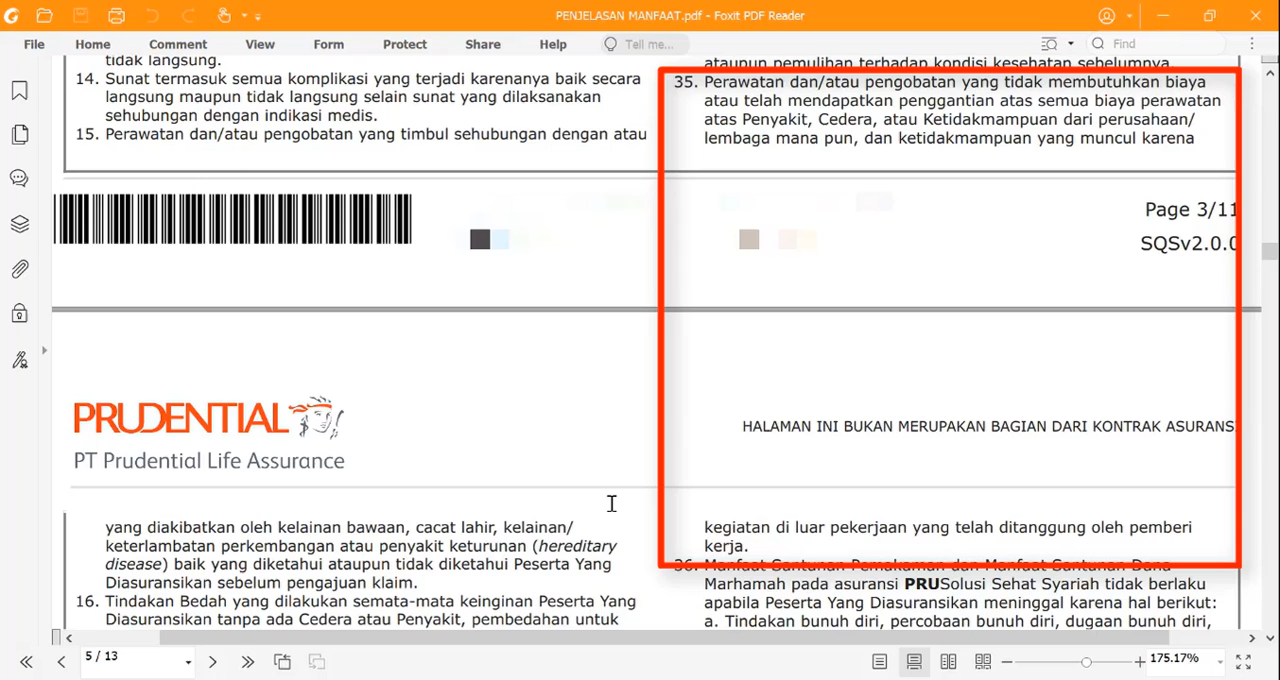 PENJELASAN MANFAAT.pdf - Foxit PDF Reader
File Home Comment View Form Protect Share Help Tell me... Find
tidak langsung.
14. Sunat termasuk semua komplikasi yang terjadi karenanya baik secara
langsung maupun tidak langsung selain sunat yang dilaksanakan
sehubungan dengan indikasi medis.
15. Perawatan dan/atau pengobatan yang timbul sehubungan dengan atau
ataupun pemulihan terhadap kondisi kesehatan sebelumnya.
35. Perawatan dan/atau pengobatan yang tidak membutuhkan biaya
atau telah mendapatkan penggantian atas semua biaya perawatan
atas Penyakit, Cedera, atau Ketidakmampuan dari perusahaan/
lembaga mana pun, dan ketidakmampuan yang muncul karena
Page 3/11
SQSv2.0.0
PRUDENTIAL
PT Prudential Life Assurance
HALAMAN INI BUKAN MERUPAKAN BAGIAN DARI KONTRAK ASURANS
yang diakibatkan oleh kelainan bawaan, cacat lahir, kelainan/
keterlambatan perkembangan atau penyakit keturunan (hereditary
disease) baik yang diketahui ataupun tidak diketahui Peserta Yang
Diasuransikan sebelum pengajuan klaim.
16. Tindakan Bedah yang dilakukan semata-mata keinginan Peserta Yang
Diasuransikan tanpa ada Cedera atau Penyakit, pembedahan untuk
kegiatan di luar pekerjaan yang telah ditanggung oleh pemberi
kerja.
36. Manfaat Santunan Pemakaman dan Manfaat Santunan Dana
Marhamah pada asuransi PRUSolusi Sehat Syariah tidak berlaku
apabila Peserta Yang Diasuransikan meninggal karena hal berikut:
a. Tindakan bunuh diri, percobaan bunuh diri, dugaan bunuh diri,
5 / 13
175.17%